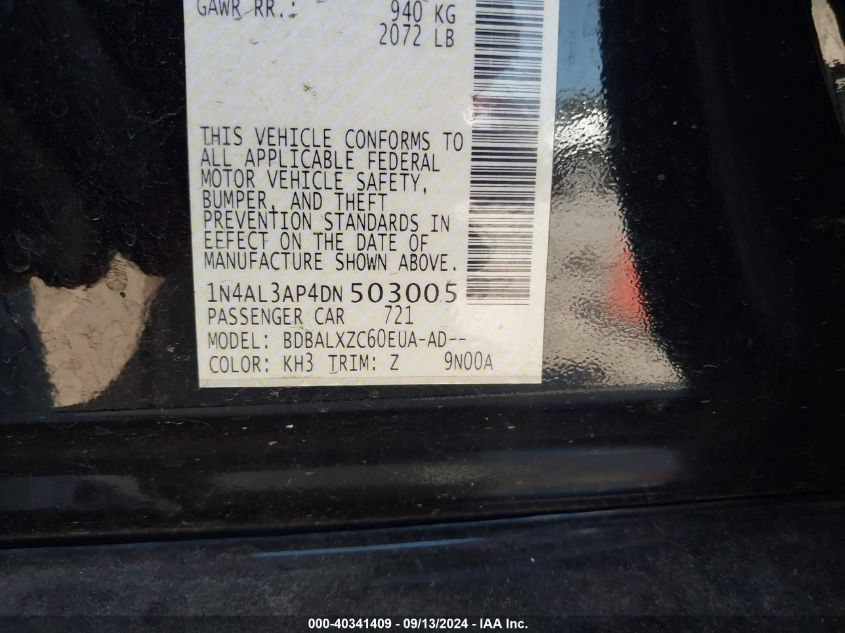 GAWR RR.: 940 KG
2072 LB
THIS VEHICLE CONFORMS TO
ALL APPLICABLE FEDERAL
MOTOR VEHICLE SAFETY,
BUMPER, AND THEFT
PREVENTION STANDARDS IN
EFFECT ON THE DATE OF
MANUFACTURE SHOWN ABOVE.
1N4AL3AP4DN503005
PASSENGER CAR 721
MODEL: BDBALXZC60EUA-AD--
COLOR: KH3 TRIM: Z 9N00A
000-40341409 - 09/13/2024 - IAA Inc.